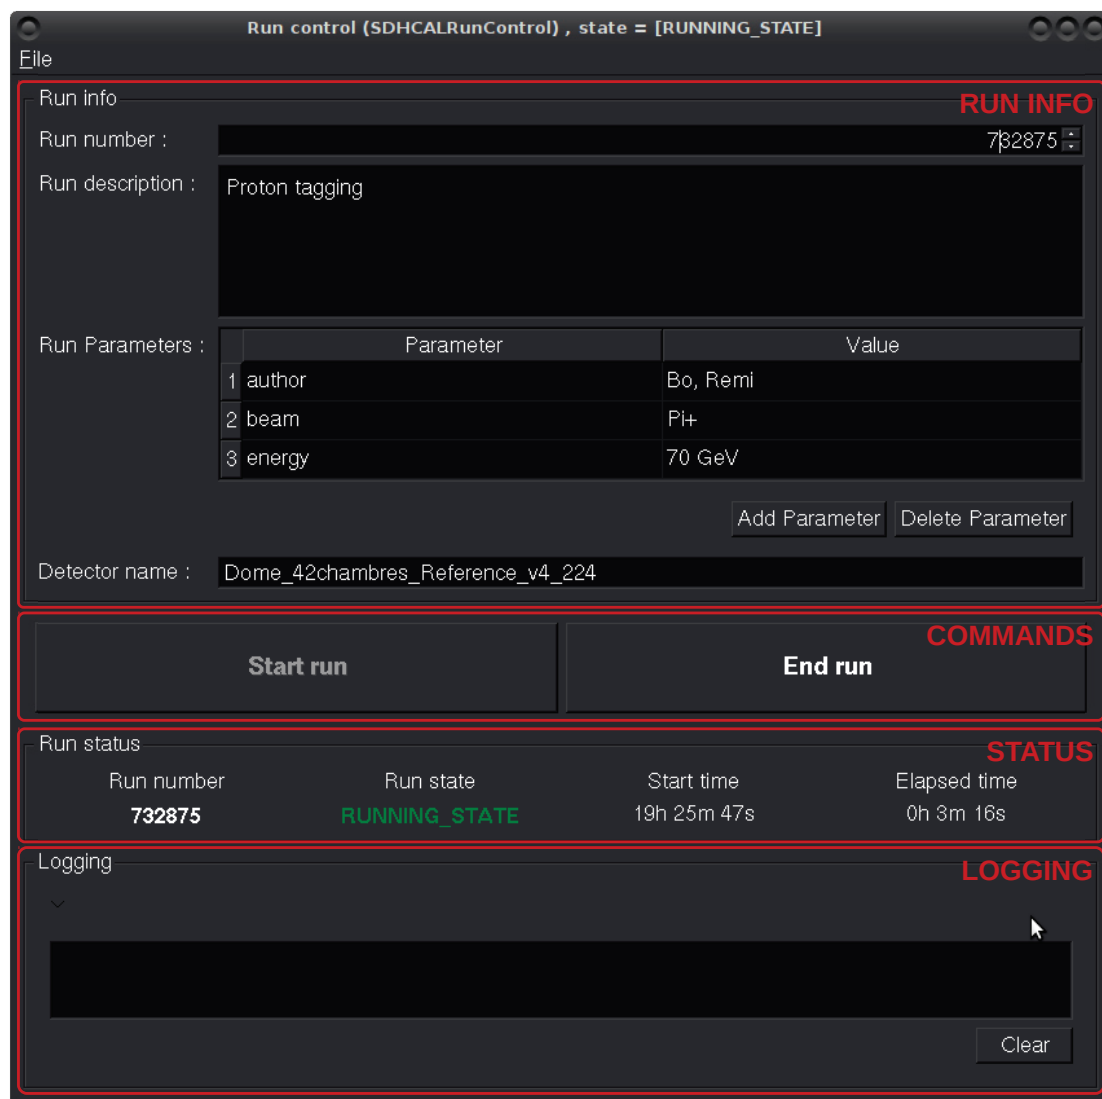 Run control (SDHCALRunControl) , state = [RUNNING_STATE]
File
Run info
RUN INFO
Run number :
732875
Run description :
Proton tagging
Run Parameters :
Parameter Value
1 author Bo, Remi
2 beam Pi+
3 energy 70 GeV
Add Parameter Delete Parameter
Detector name :
Dome_42chambres_Reference_v4_224
COMMANDS
Start run End run
Run status
STATUS
Run number Run state Start time Elapsed time
732875 RUNNING_STATE 19h 25m 47s 0h 3m 16s
Logging
LOGGING
Clear